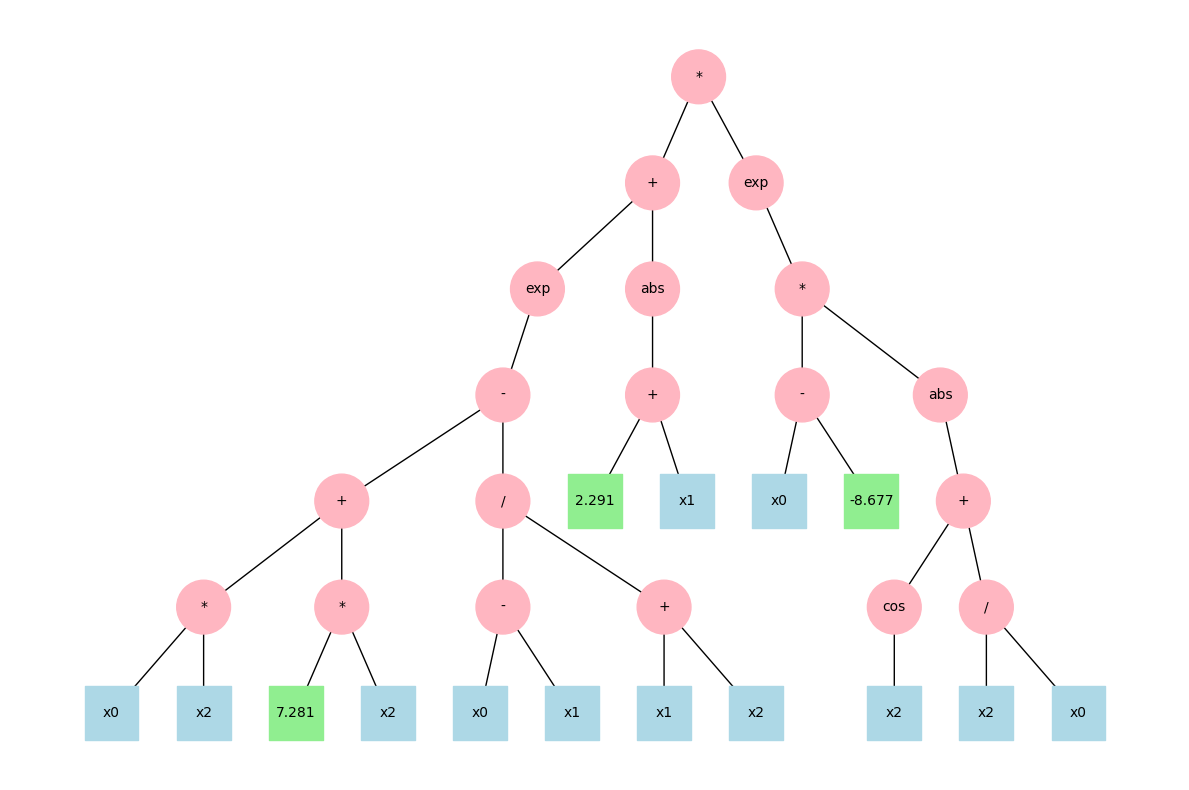 *
+ exp
exp abs *
- + - abs
+ / 2.291 x1 x0 -8.677 +
* * - + cos /
x0 x2 7.281 x2 x0 x1 x1 x2 x2 x2 x0